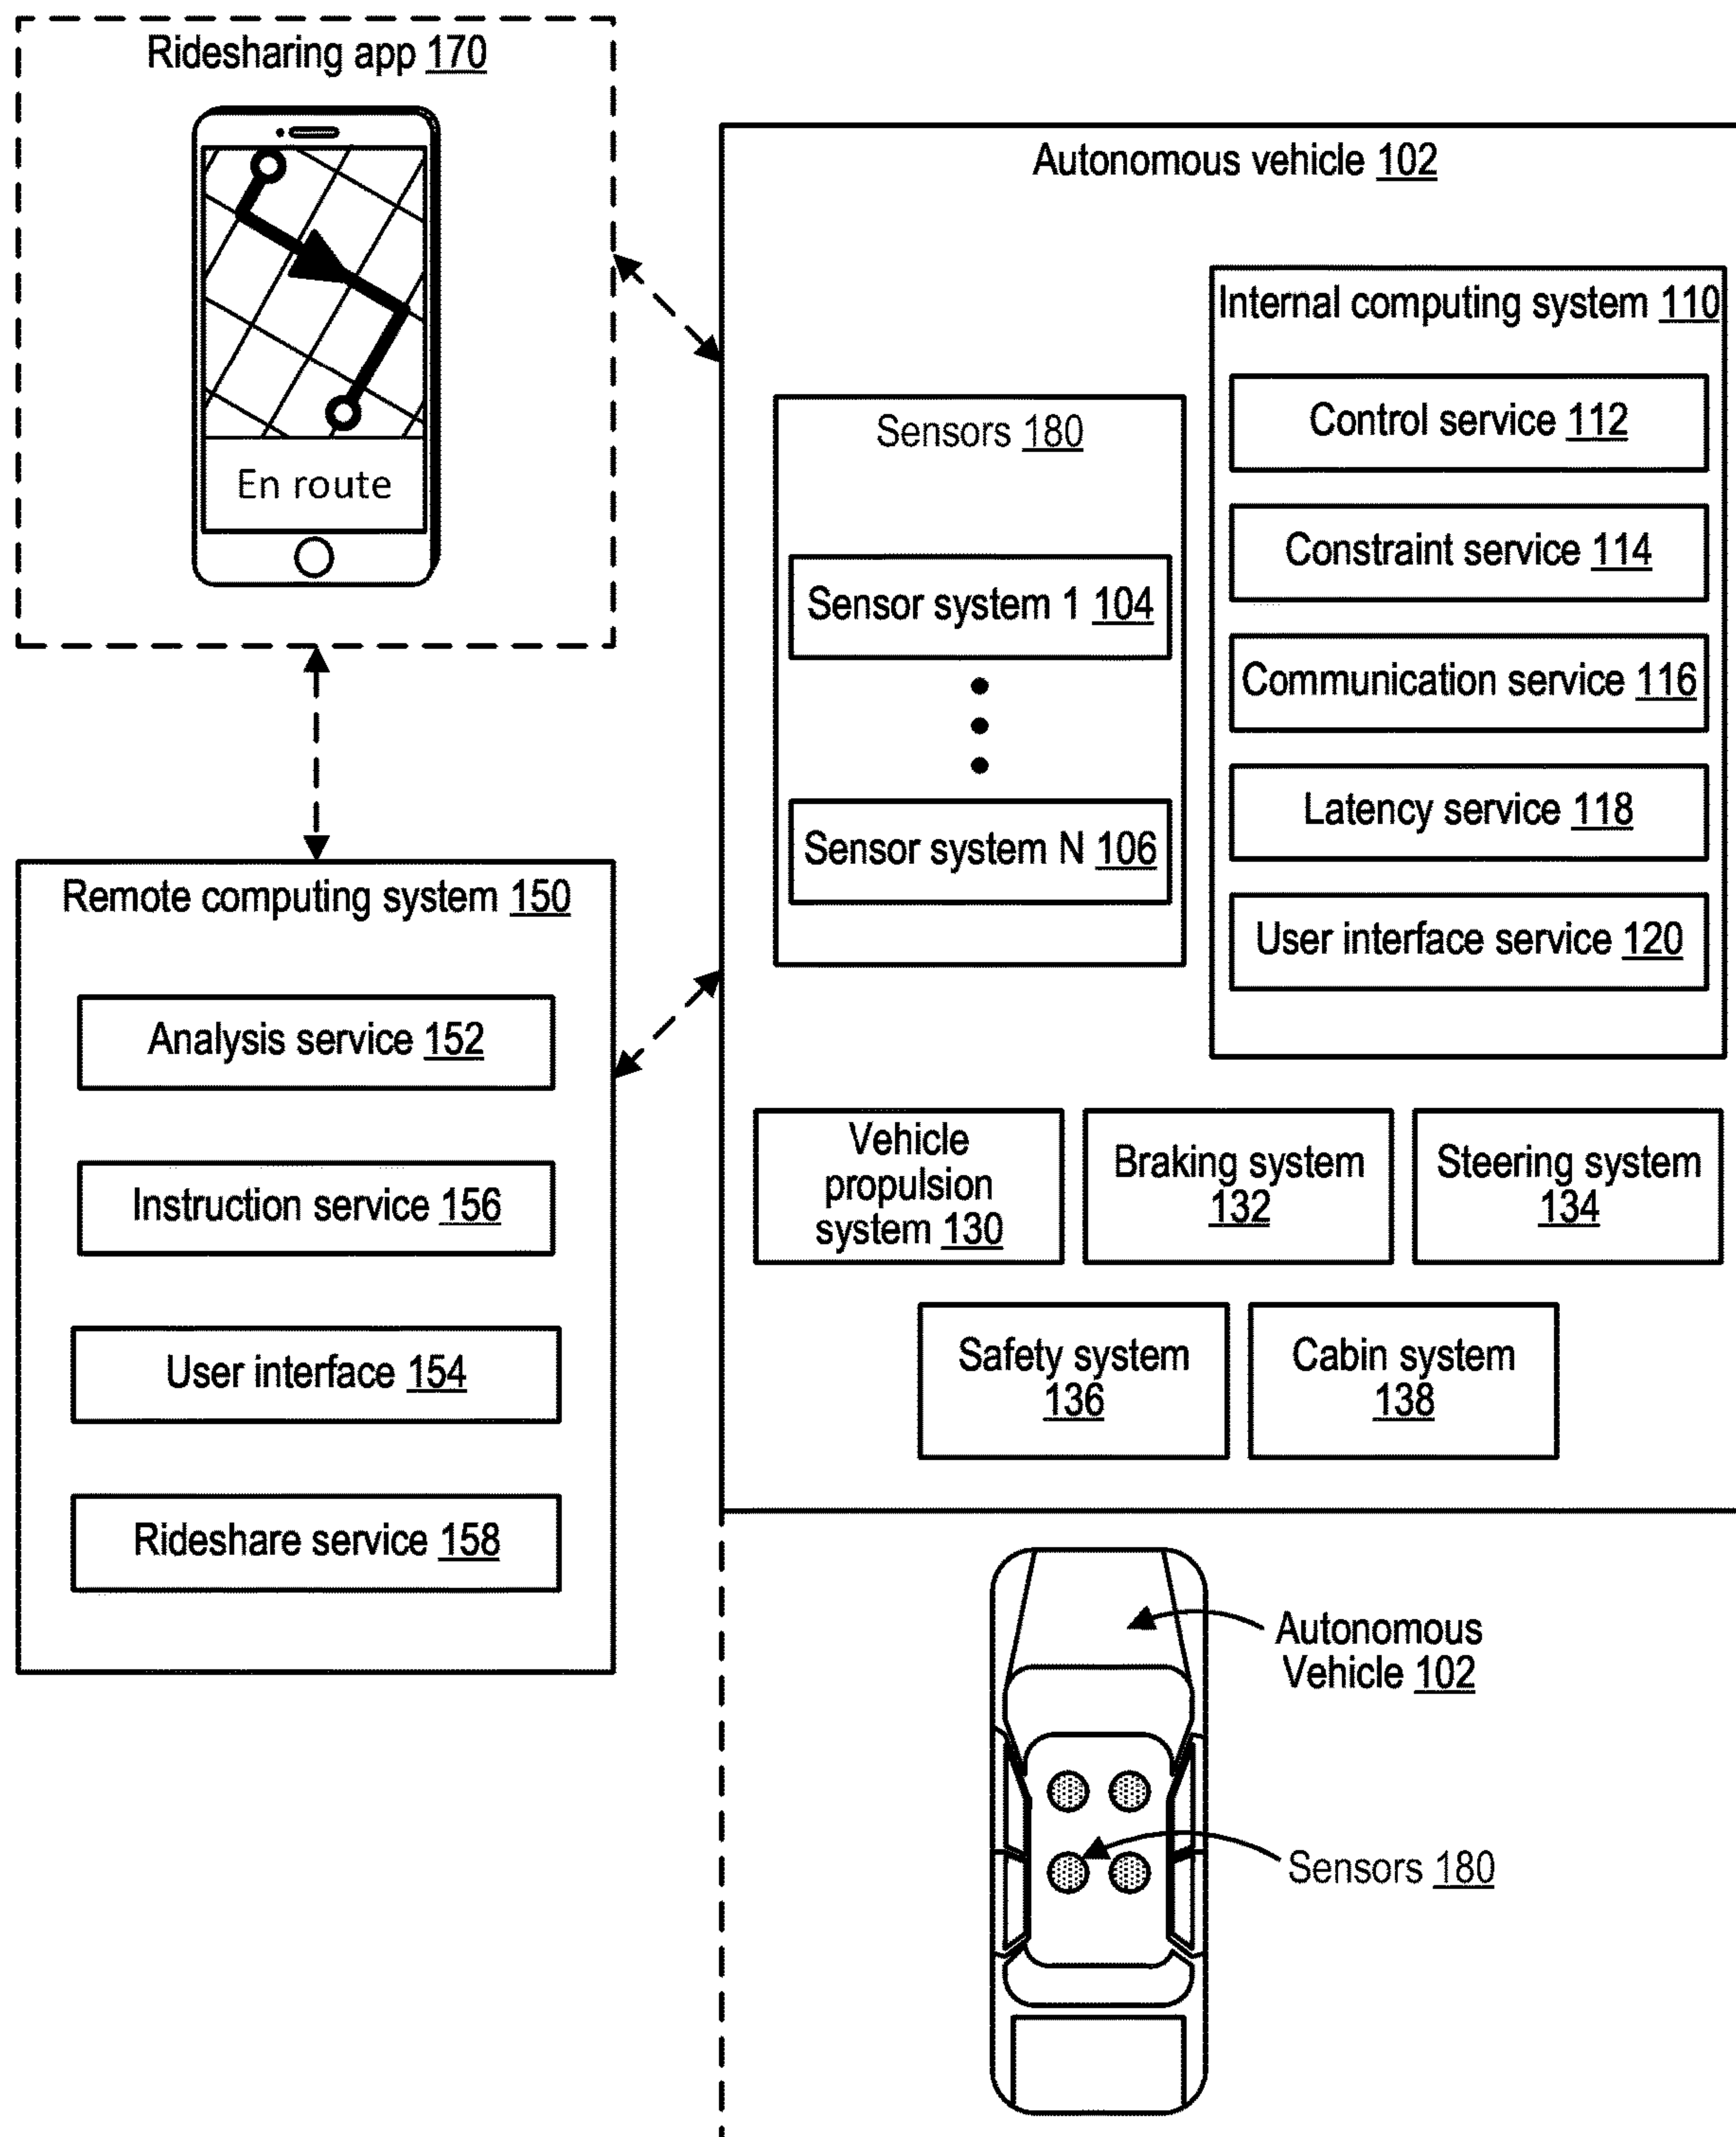 Ridesharing app 170
En route
Autonomous vehicle 102
Sensors 180
Sensor system 1 104
Sensor system N 106
Internal computing system 110
Control service 112
Constraint service 114
Communication service 116
Latency service 118
User interface service 120
Remote computing system 150
Analysis service 152
Instruction service 156
User interface 154
Rideshare service 158
Vehicle
propulsion
system 130
Braking system
132
Steering system
134
Safety system
136
Cabin system
138
Autonomous
Vehicle 102
Sensors 180